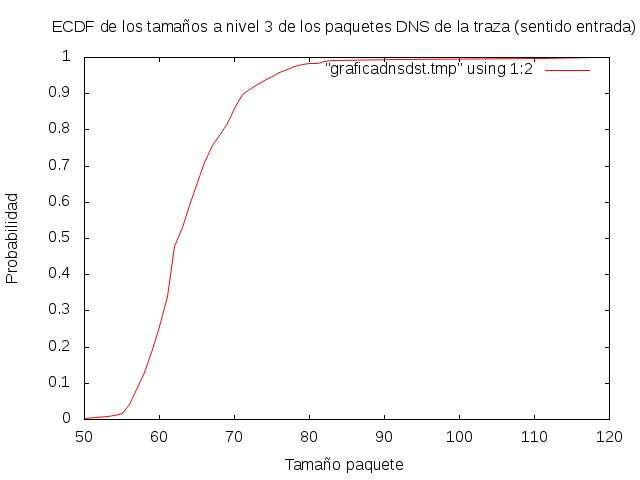 ECDF de los tamaños a nivel 3 de los paquetes DNS de la traza (sentido entrada)
"graficadnsdst.tmp" using 1:2
Probabilidad
1
0.9
0.8
0.7
0.6
0.5
0.4
0.3
0.2
0.1
0
50 60 70 80 90 100 110 120
Tamaño paquete